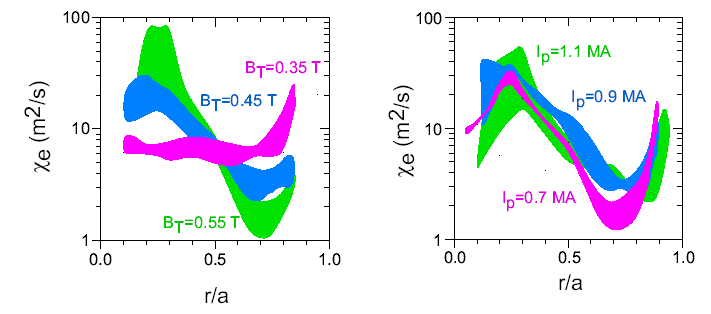 100
B_T=0.35 T
B_T=0.45 T
10
χe (m2/s)
B_T=0.55 T
1
0.0 0.5 1.0
r/a
100
I_p=1.1 MA
I_p=0.9 MA
10
χe (m2/s)
I_p=0.7 MA
1
0.0 0.5 1.0
r/a